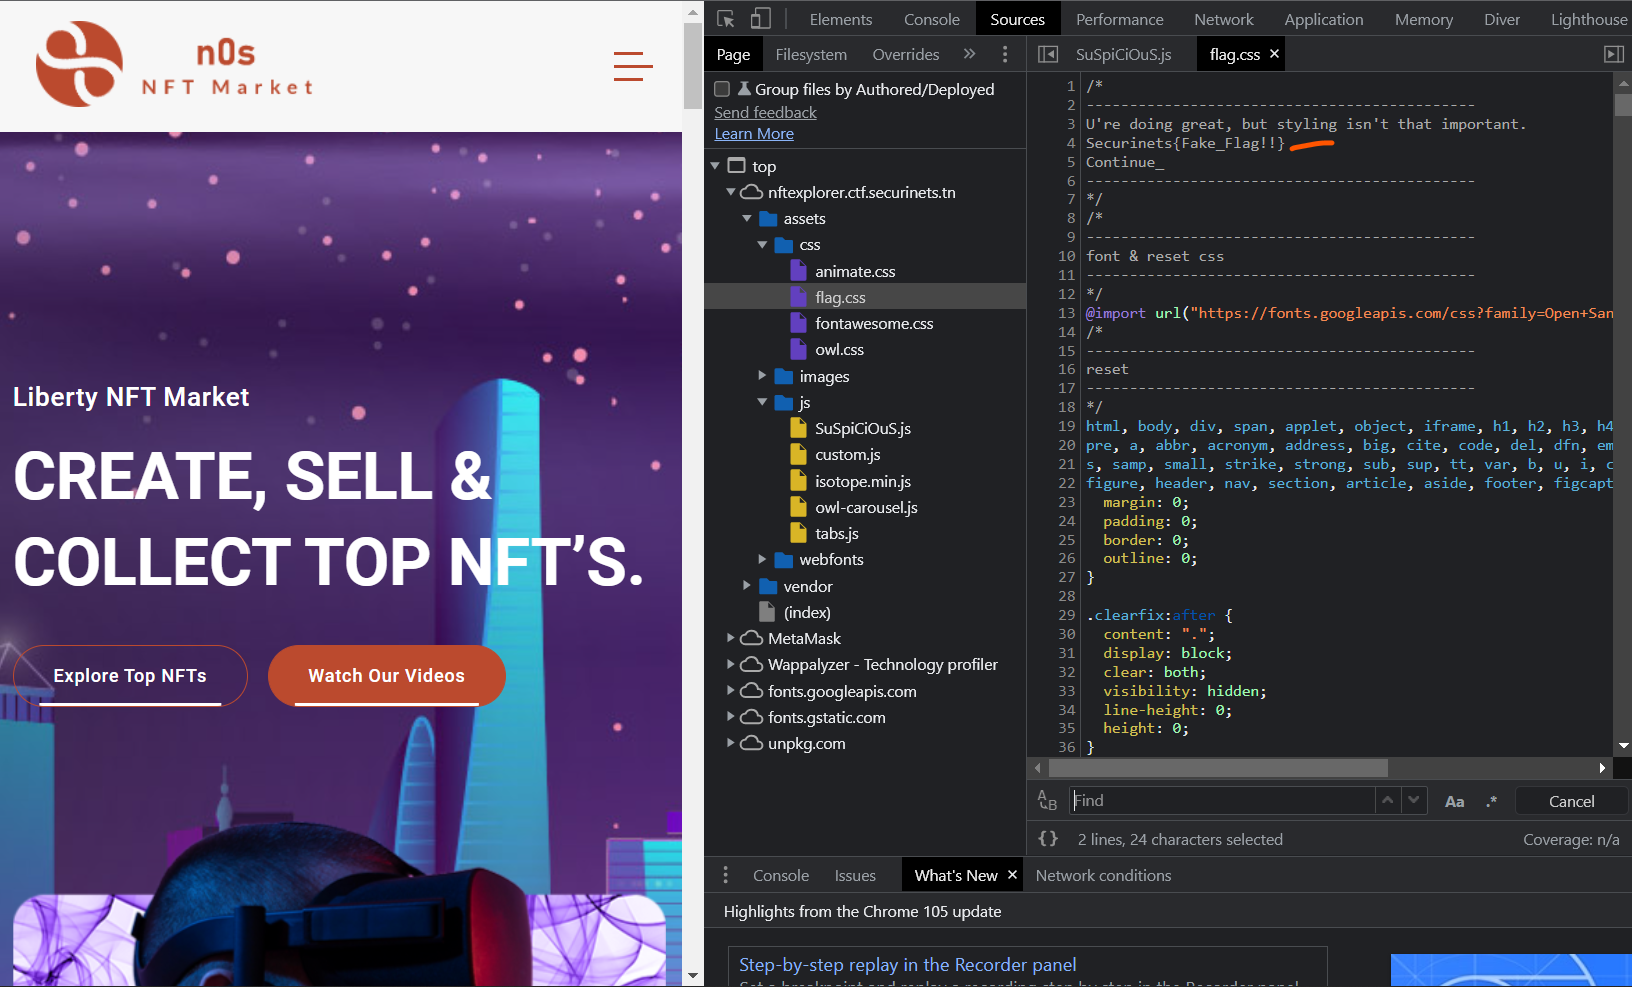 n0s
NFT Market
Liberty NFT Market
CREATE, SELL &
COLLECT TOP NFT’S.
Explore Top NFTs
Watch Our Videos
Elements Console Sources Performance Network Application Memory Diver Lighthouse
Page Filesystem Overrides »
Group files by Authored/Deployed
Send feedback
Learn More
top
nftexplorer.ctf.securinets.tn
assets
css
animate.css
flag.css
fontawesome.css
owl.css
images
js
SuSpiCiOuS.js
custom.js
isotope.min.js
owl-carousel.js
tabs.js
webfonts
vendor
(index)
MetaMask
Wappalyzer - Technology profiler
fonts.googleapis.com
fonts.gstatic.com
unpkg.com
SuSpiCiOuS.js flag.css ×
1 /*
2 ---------------------------------------------
3 U're doing great, but styling isn't that important.
4 Securinets{Fake_Flag!!}
5 Continue_
6 ---------------------------------------------
7 */
8 /*
9 ---------------------------------------------
10 font & reset css
11 ---------------------------------------------
12 */
13 @import url("https://fonts.googleapis.com/css?family=Open+San
14 /*
15 ---------------------------------------------
16 reset
17 ---------------------------------------------
18 */
19 html, body, div, span, applet, object, iframe, h1, h2, h3, h4
20 pre, a, abbr, acronym, address, big, cite, code, del, dfn, em
21 s, samp, small, strike, strong, sub, sup, tt, var, b, u, i, c
22 figure, header, nav, section, article, aside, footer, figcapt
23 margin: 0;
24 padding: 0;
25 border: 0;
26 outline: 0;
27 }
28
29 .clearfix:after {
30 content: ".";
31 display: block;
32 clear: both;
33 visibility: hidden;
34 line-height: 0;
35 height: 0;
36 }
Find
Aa .* Cancel
{} 2 lines, 24 characters selected Coverage: n/a
Console Issues What's New × Network conditions
Highlights from the Chrome 105 update
Step-by-step replay in the Recorder panel
Set a breakpoint and replay a recording step by step in the Recorder panel.